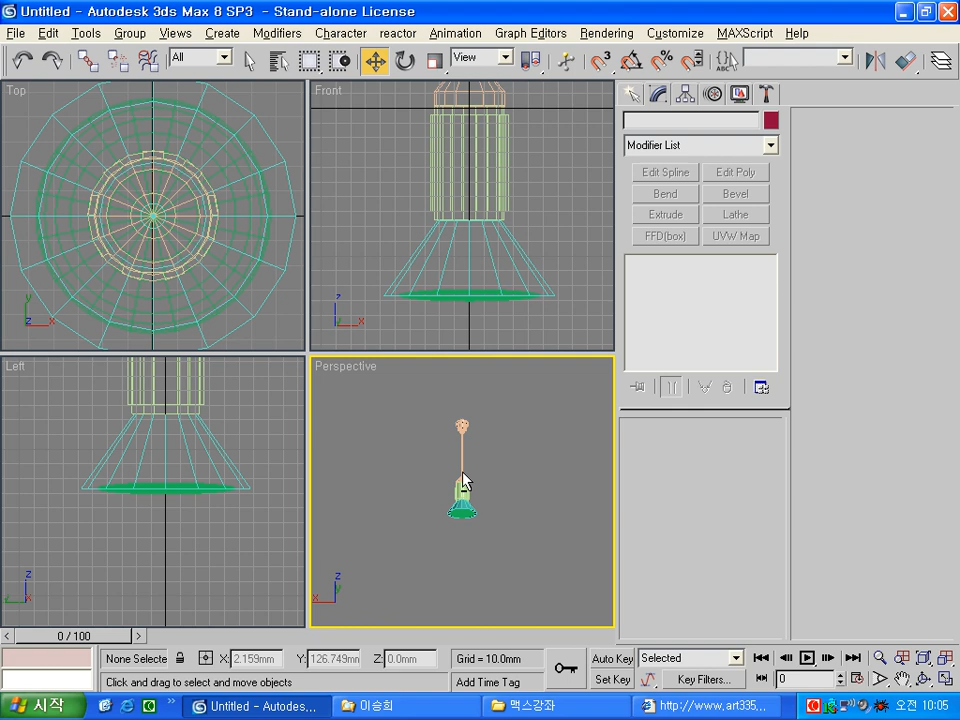 Untitled - Autodesk 3ds Max 8 SP3 - Stand-alone License
File Edit Tools Group Views Create Modifiers Character reactor Animation Graph Editors Rendering Customize MAXScript Help
All View
Top Front
Modifier List
Edit Spline Edit Poly
Bend Bevel
Extrude Lathe
FFD(box) UVW Map
z y x
z x
Left Perspective
z y
z y x
0 / 100
None Selecte X: 2.159mm Y: 126.749mm Z: 0.0mm Grid = 10.0mm Auto Key Selected
Click and drag to select and move objects Add Time Tag Set Key Key Filters... 0
시작 Untitled - Autodes... 이승희 맥스강좌 http://www.art335... 오전 10:05